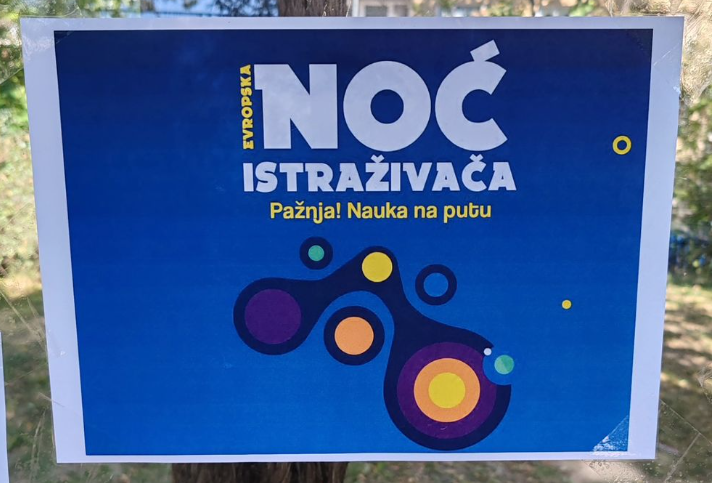 EVROPSKA
NOĆ
ISTRAŽIVAČA
Pažnja! Nauka na putu